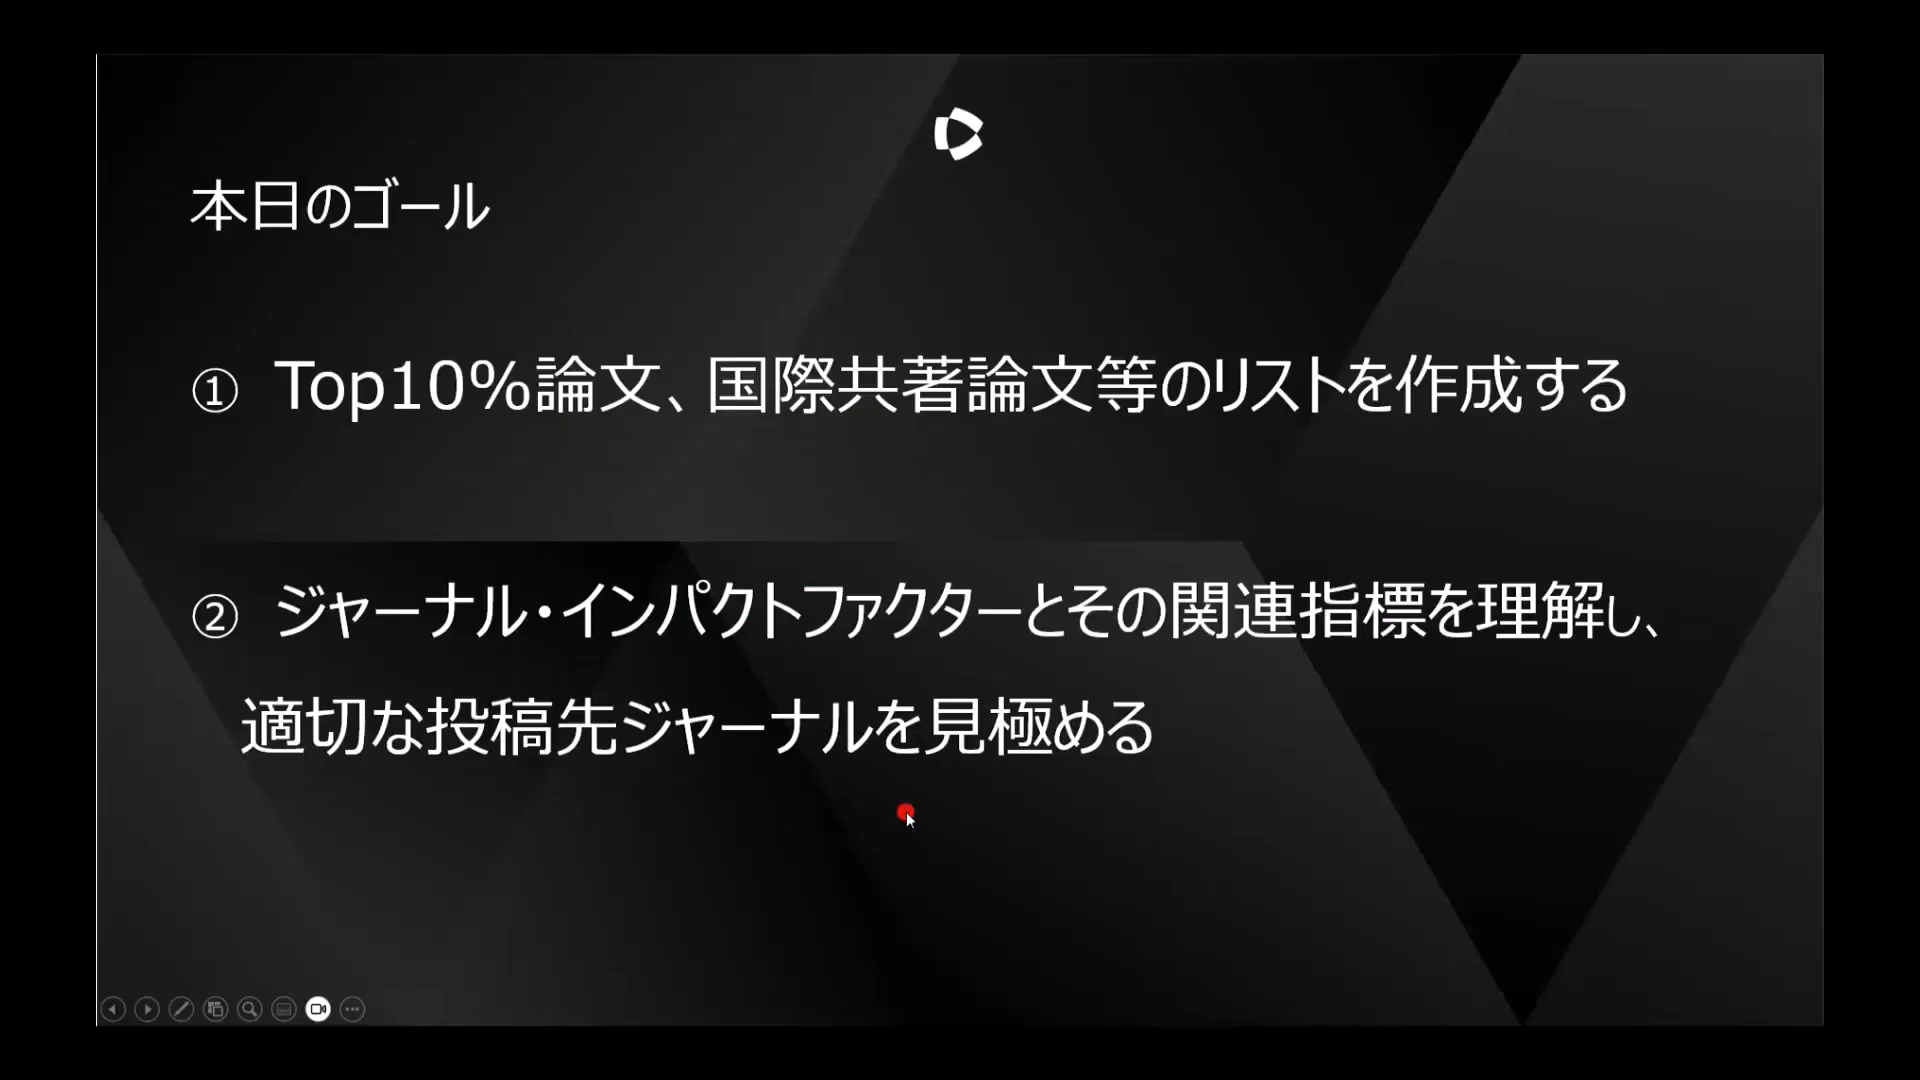 本日のゴール
① Top10%論文、国際共著論文等のリストを作成する
② ジャーナル・インパクトファクターとその関連指標を理解し、
適切な投稿先ジャーナルを見極める